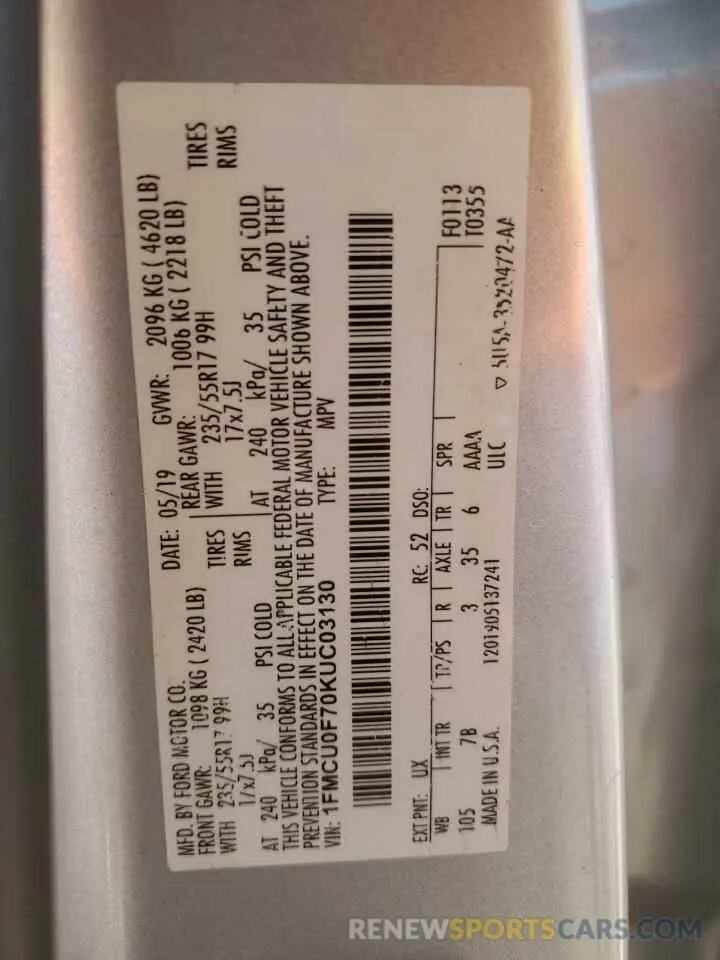 MFD. BY FORD MOTOR CO.
DATE: 05/19
GVWR: 2096 KG ( 4620 LB)
FRONT GAWR: 1098 KG ( 2420 LB)
REAR GAWR: 1006 KG ( 2218 LB)
WITH 235/55R17 99H TIRES
WITH 235/55R17 99H TIRES
17x7.5J RIMS
17x7.5J RIMS
AT 240 kPa/ 35 PSI COLD
AT 240 kPa/ 35 PSI COLD
THIS VEHICLE CONFORMS TO ALL APPLICABLE FEDERAL MOTOR VEHICLE SAFETY AND THEFT
PREVENTION STANDARDS IN EFFECT ON THE DATE OF MANUFACTURE SHOWN ABOVE.
VIN: 1FMCU0F70KUC03130
TYPE: MPV
F0113
T0355
EXT PNT: UX RC: 52 DSO:
WB INT TR TP/PS R AXLE TR SPR
105 7B 3 35 6 AAAA
MADE IN U.S.A. 1201905137241 ULC
RENEWSPORTSCARS.COM